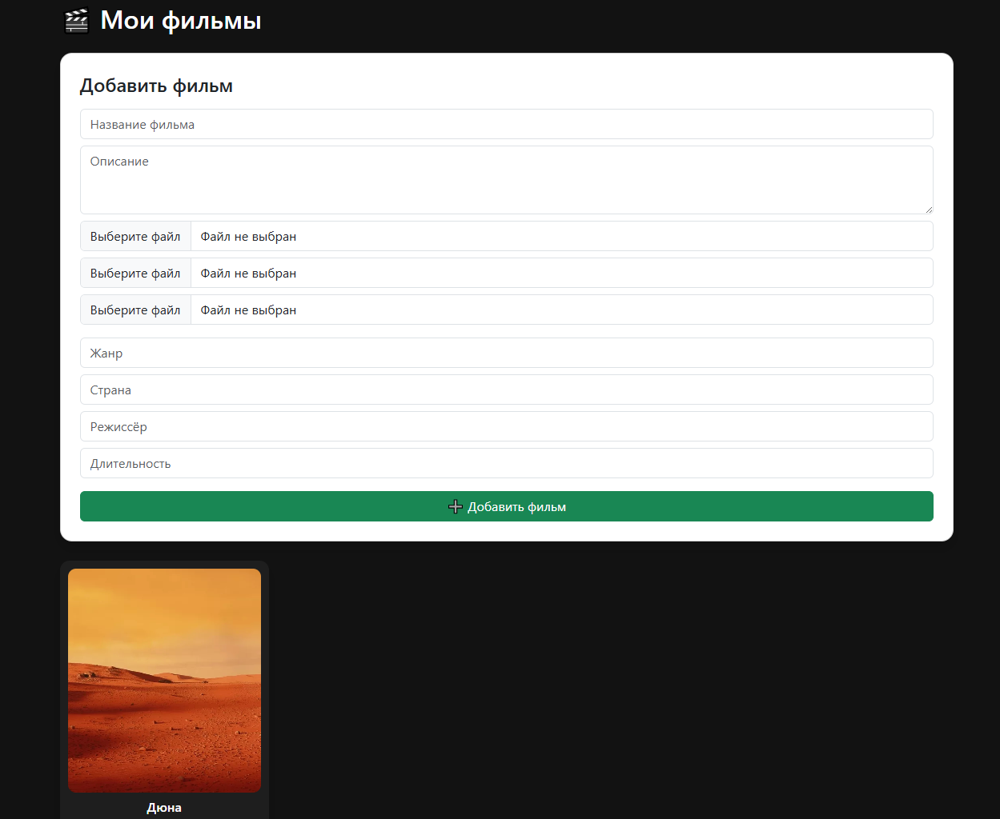 Мои фильмы
Добавить фильм
Название фильма
Описание
Выберите файл Файл не выбран
Выберите файл Файл не выбран
Выберите файл Файл не выбран
Жанр
Страна
Режиссёр
Длительность
Добавить фильм
Дюна